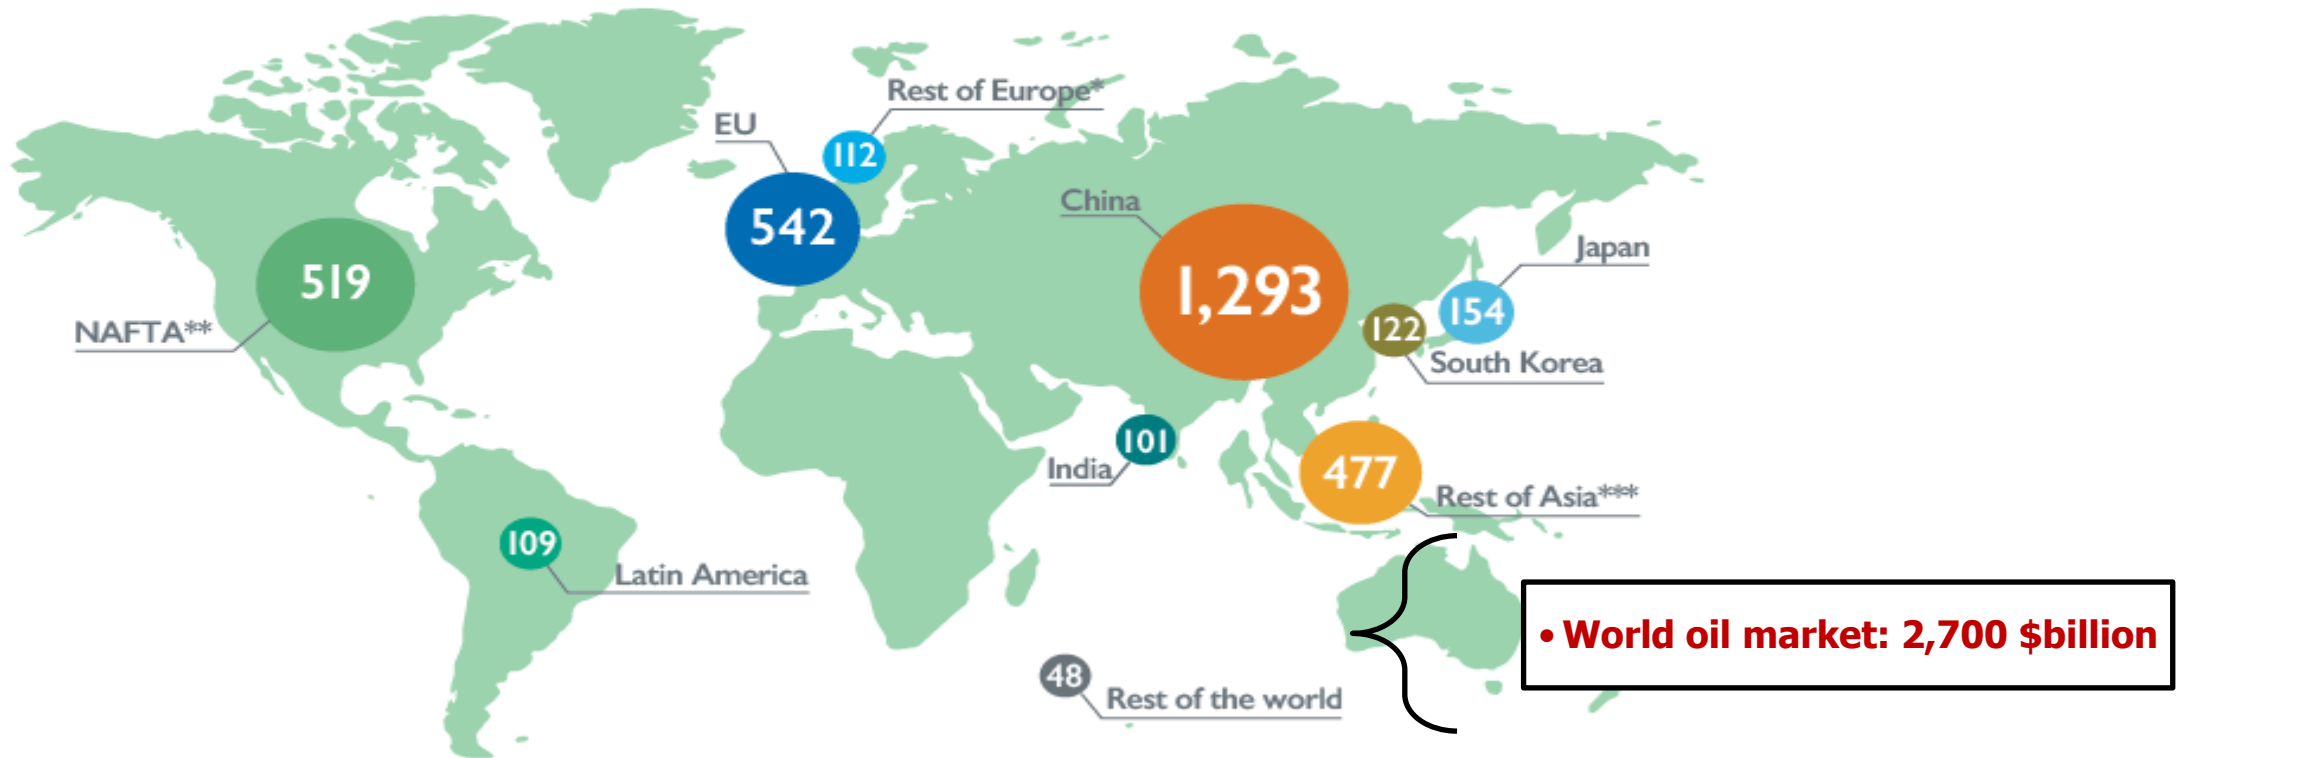 Rest of Europe*
EU
112
542
China
519
1,293
Japan
NAFTA**
154
122
South Korea
101
India
477
Rest of Asia***
109
Latin America
• World oil market: 2,700 $billion
48
Rest of the world